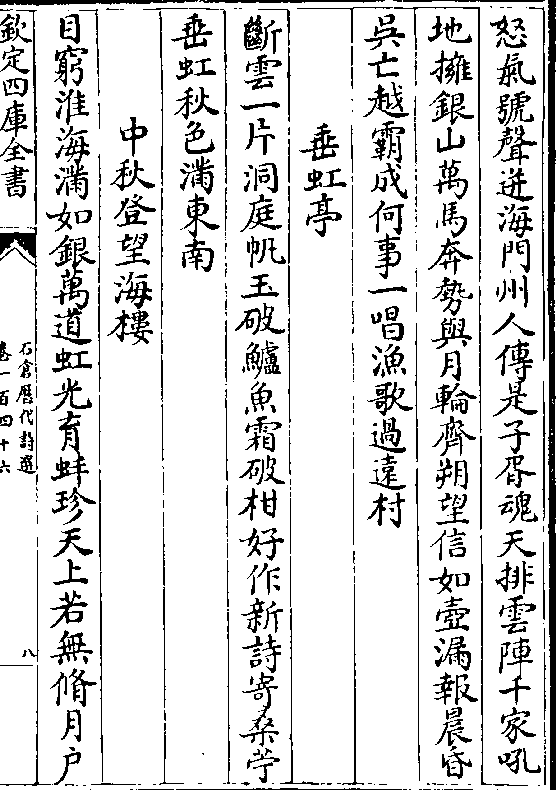 怒氣號聲迸海門州人傳是子胥魂天排雲陣千家吼
地擁銀山萬馬奔勢與月輪齊朔望信如壺漏報晨昏
吳亡越霸成何事一唱漁歌過遠村
垂虹亭
斷雲一片洞庭帆玉破鱸魚霜破柑好作新詩寄桑苧
垂虹秋色滿東南
中秋登望海樓
目窮淮海滿如銀萬道虹光育蚌珍天上若無脩月户
欽定四庫全書
石倉歷代詩選
卷一百四十六
八